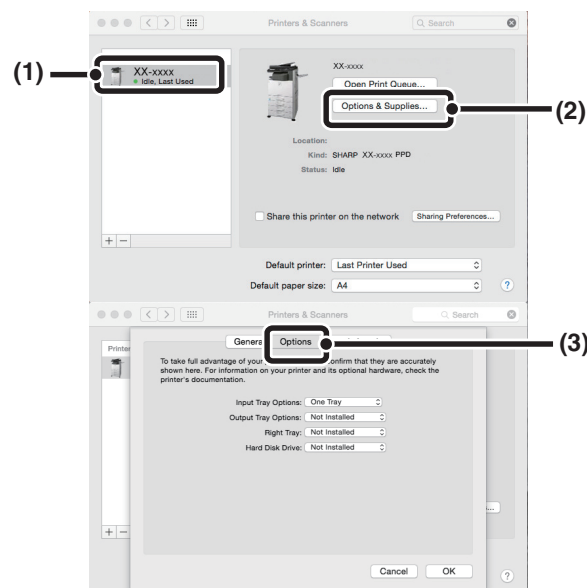 Printers & Scanners
Search
(1)
XX-xxxx
Idle, Last Used
XX-xxxx
Open Print Queue...
Options & Supplies...
(2)
Location:
Kind: SHARP XX-xxxx PPD
Status: Idle
Share this printer on the network
Sharing Preferences...
+ −
Default printer: Last Printer Used
Default paper size: A4
?
Printers & Scanners
Search
General
Options
(3)
To take full advantage of your confirm that they are accurately
shown here. For information on your printer and its optional hardware, check the
printer's documentation.
Input Tray Options: One Tray
Output Tray Options: Not Installed
Right Tray: Not Installed
Hard Disk Drive: Not Installed
+ −
Cancel
OK
?